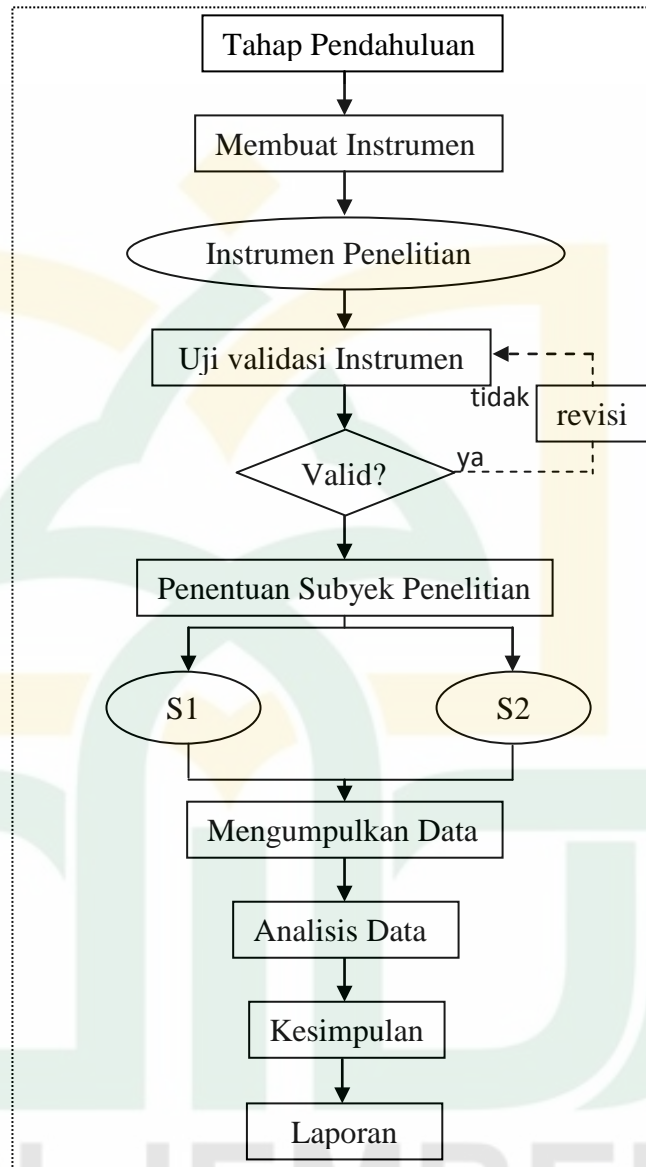 Tahap Pendahuluan
Membuat Instrumen
Instrumen Penelitian
Uji validasi Instrumen
tidak
revisi
Valid?
ya
Penentuan Subyek Penelitian
S1
S2
Mengumpulkan Data
Analisis Data
Kesimpulan
Laporan